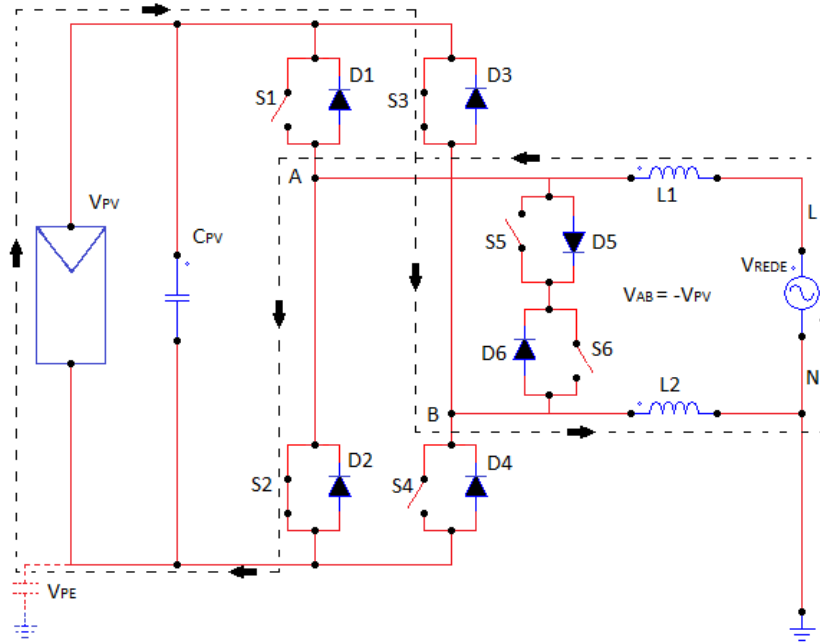 D1
D3
S1
S3
A
L1
L
VPV
CPV
S5
D5
VREDE
VAB = -VPV
D6
S6
L2
N
B
D2
D4
S2
S4
VPE